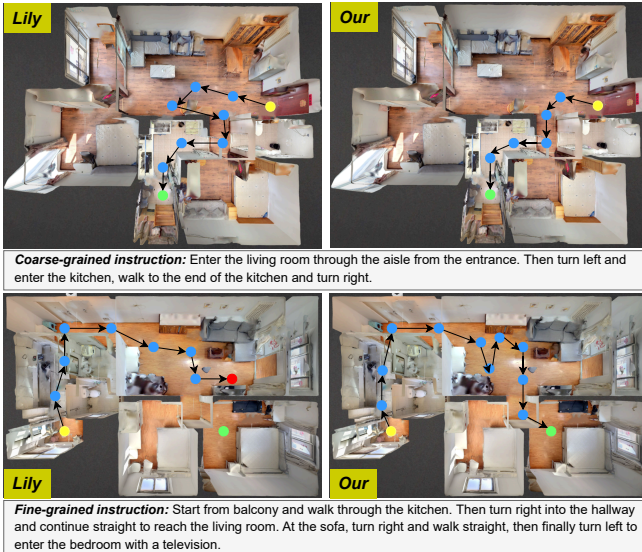 Lily
Our
Coarse-grained instruction: Enter the living room through the aisle from the entrance. Then turn left and
enter the kitchen, walk to the end of the kitchen and turn right.
Lily
Our
Fine-grained instruction: Start from balcony and walk through the kitchen. Then turn right into the hallway
and continue straight to reach the living room. At the sofa, turn right and walk straight, then finally turn left to
enter the bedroom with a television.